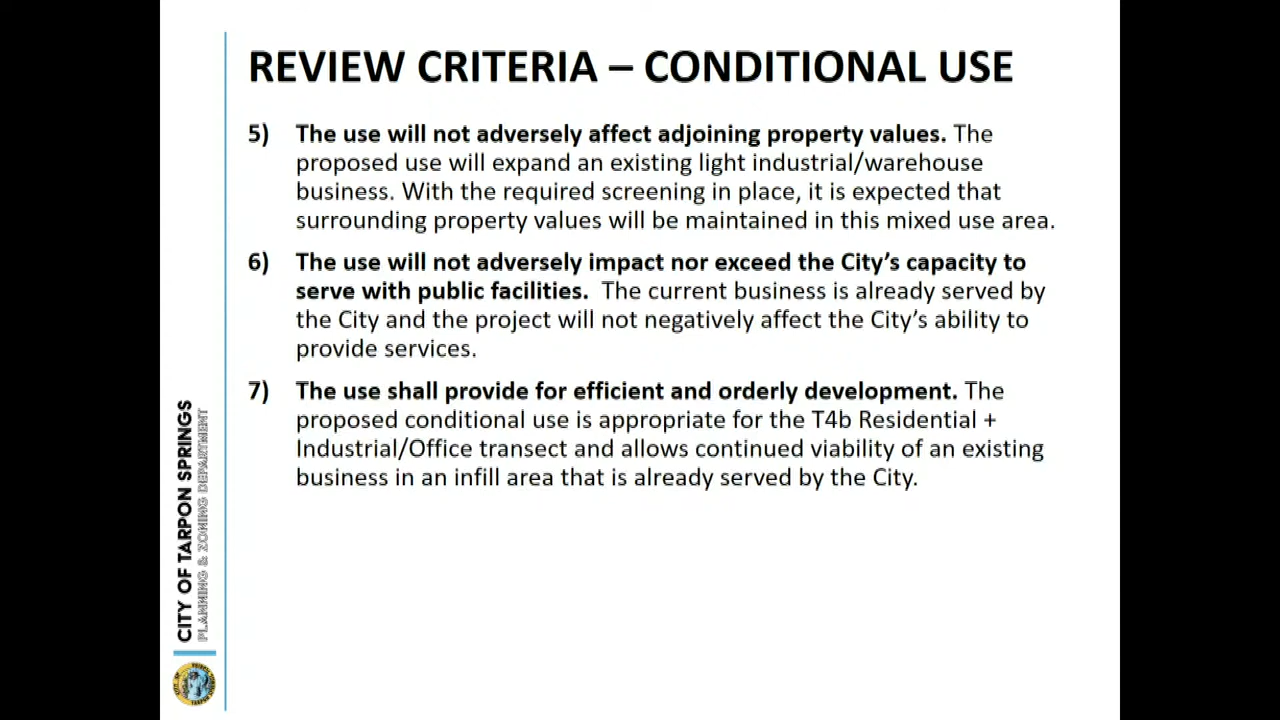 REVIEW CRITERIA – CONDITIONAL USE
5) The use will not adversely affect adjoining property values. The
proposed use will expand an existing light industrial/warehouse
business. With the required screening in place, it is expected that
surrounding property values will be maintained in this mixed use area.
6) The use will not adversely impact nor exceed the City's capacity to
serve with public facilities. The current business is already served by
the City and the project will not negatively affect the City's ability to
provide services.
7) The use shall provide for efficient and orderly development. The
proposed conditional use is appropriate for the T4b Residential +
Industrial/Office transect and allows continued viability of an existing
business in an infill area that is already served by the City.
CITY OF TARPON SPRINGS
PLANNING & ZONING DEPARTMENT